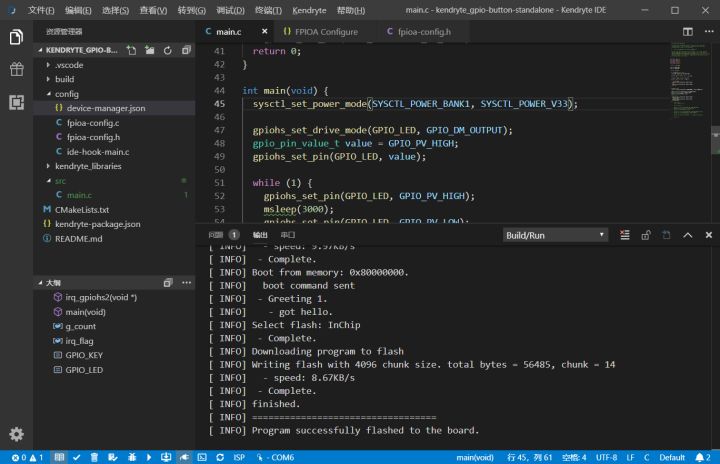 文件(F) 编辑(E) 选择(S) 查看(V) 转到(G) 调试(D) 终端(T) Kendryte 帮助(H) main.c - kendryte_gpio-button-standalone - Kendryte IDE
资源管理器
main.c FPIOA Configure fpioa-config.h
KENDRYTE_GPIO-B...
.vscode
build
config
device-manager.json
fpioa-config.c
fpioa-config.h
ide-hook-main.c
kendryte_libraries
src
main.c 1
CMakeLists.txt
kendryte-package.json
README.md
大纲
irq_gpiohs2(void *)
main(void)
g_count
irq_flag
GPIO_KEY
GPIO_LED
41 return 0;
42 }
43
44 int main(void) {
45 sysctl_set_power_mode(SYSCTL_POWER_BANK1, SYSCTL_POWER_V33);
46
47 gpiohs_set_drive_mode(GPIO_LED, GPIO_DM_OUTPUT);
48 gpio_pin_value_t value = GPIO_PV_HIGH;
49 gpiohs_set_pin(GPIO_LED, value);
50
51 while (1) {
52 gpiohs_set_pin(GPIO_LED, GPIO_PV_HIGH);
53 msleep(3000);
54 gpiohs_set_pin(GPIO_LED, GPIO_PV_LOW);
问题 1 输出 串口 Build/Run
[ INFO] - speed: 9.97KB/s
[ INFO] - Complete.
[ INFO] Boot from memory: 0x80000000.
[ INFO] boot command sent
[ INFO] - Greeting 1.
[ INFO] - got hello.
[ INFO] Select flash: InChip
[ INFO] - Complete.
[ INFO] Downloading program to flash
[ INFO] Writing flash with 4096 chunk size. total bytes = 56485, chunk = 14
[ INFO] - speed: 8.67KB/s
[ INFO] - Complete.
[ INFO] finished.
[ INFO] ===================================
[ INFO] Program successfully flashed to the board.
0 1 ISP - COM6 main(void) 行 45，列 61 空格: 4 UTF-8 LF C Default 2